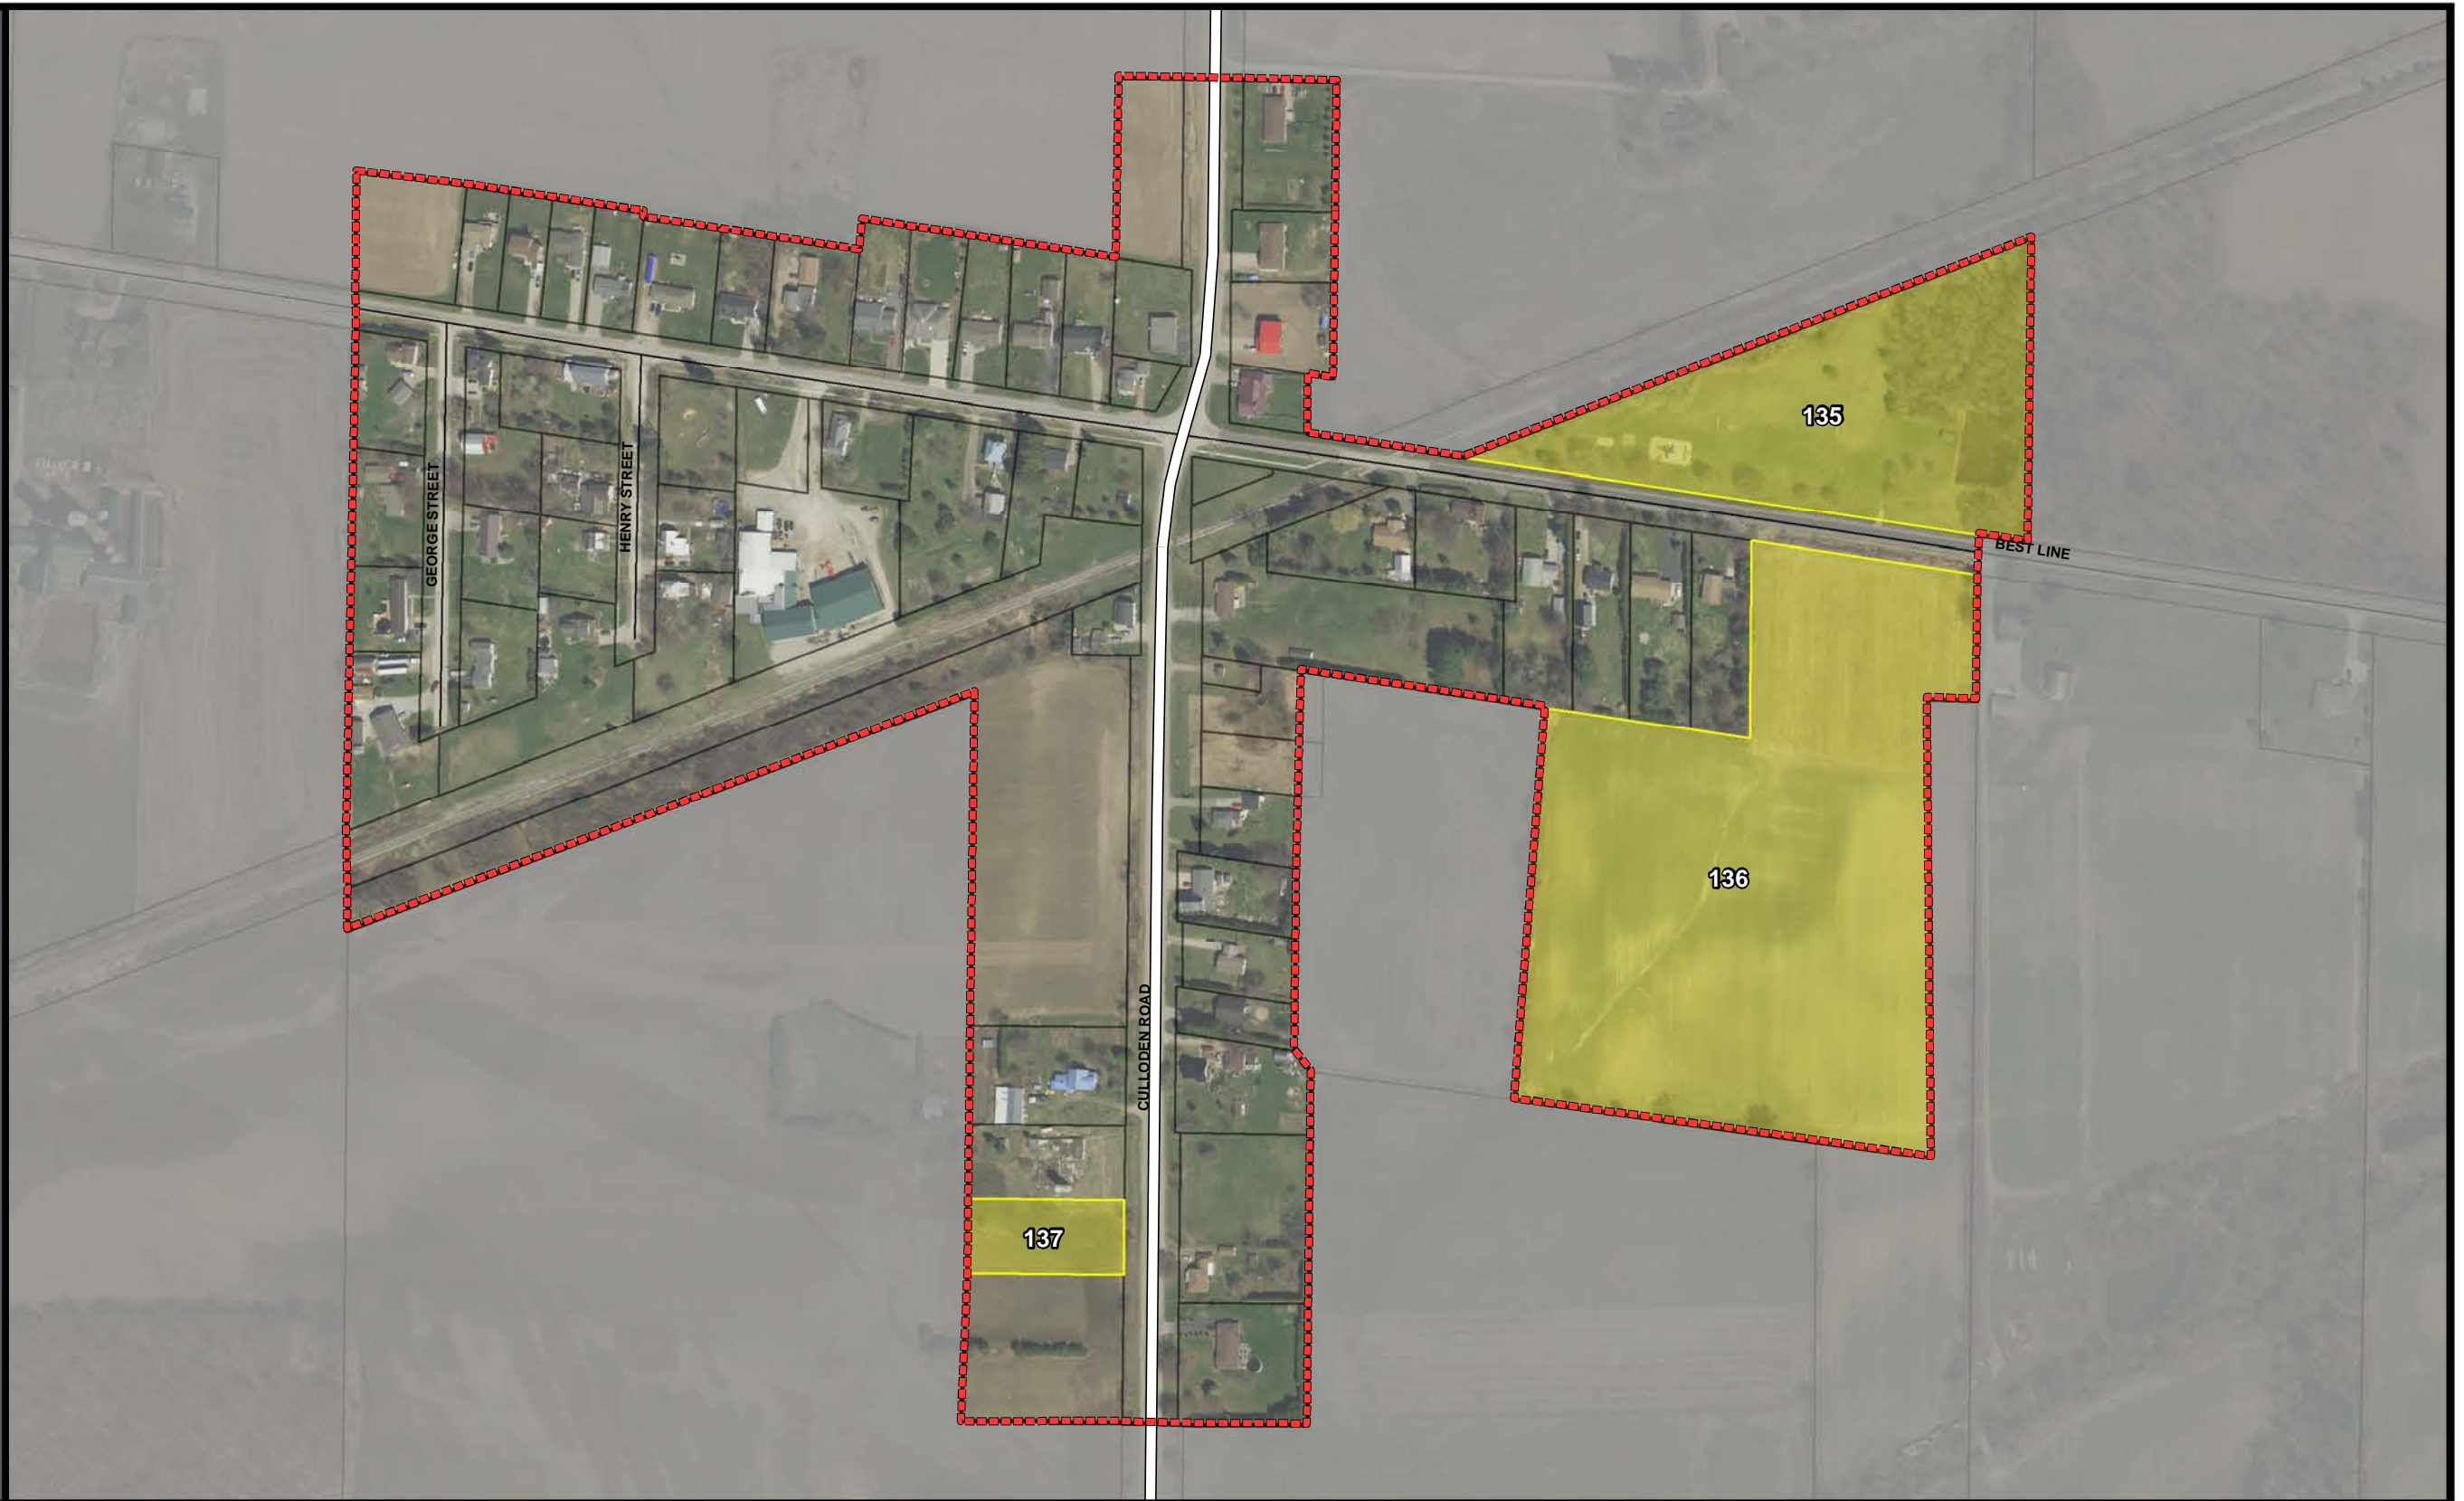 135
GEORGE STREET
HENRY STREET
BEST LINE
136
CULLODEN ROAD
137